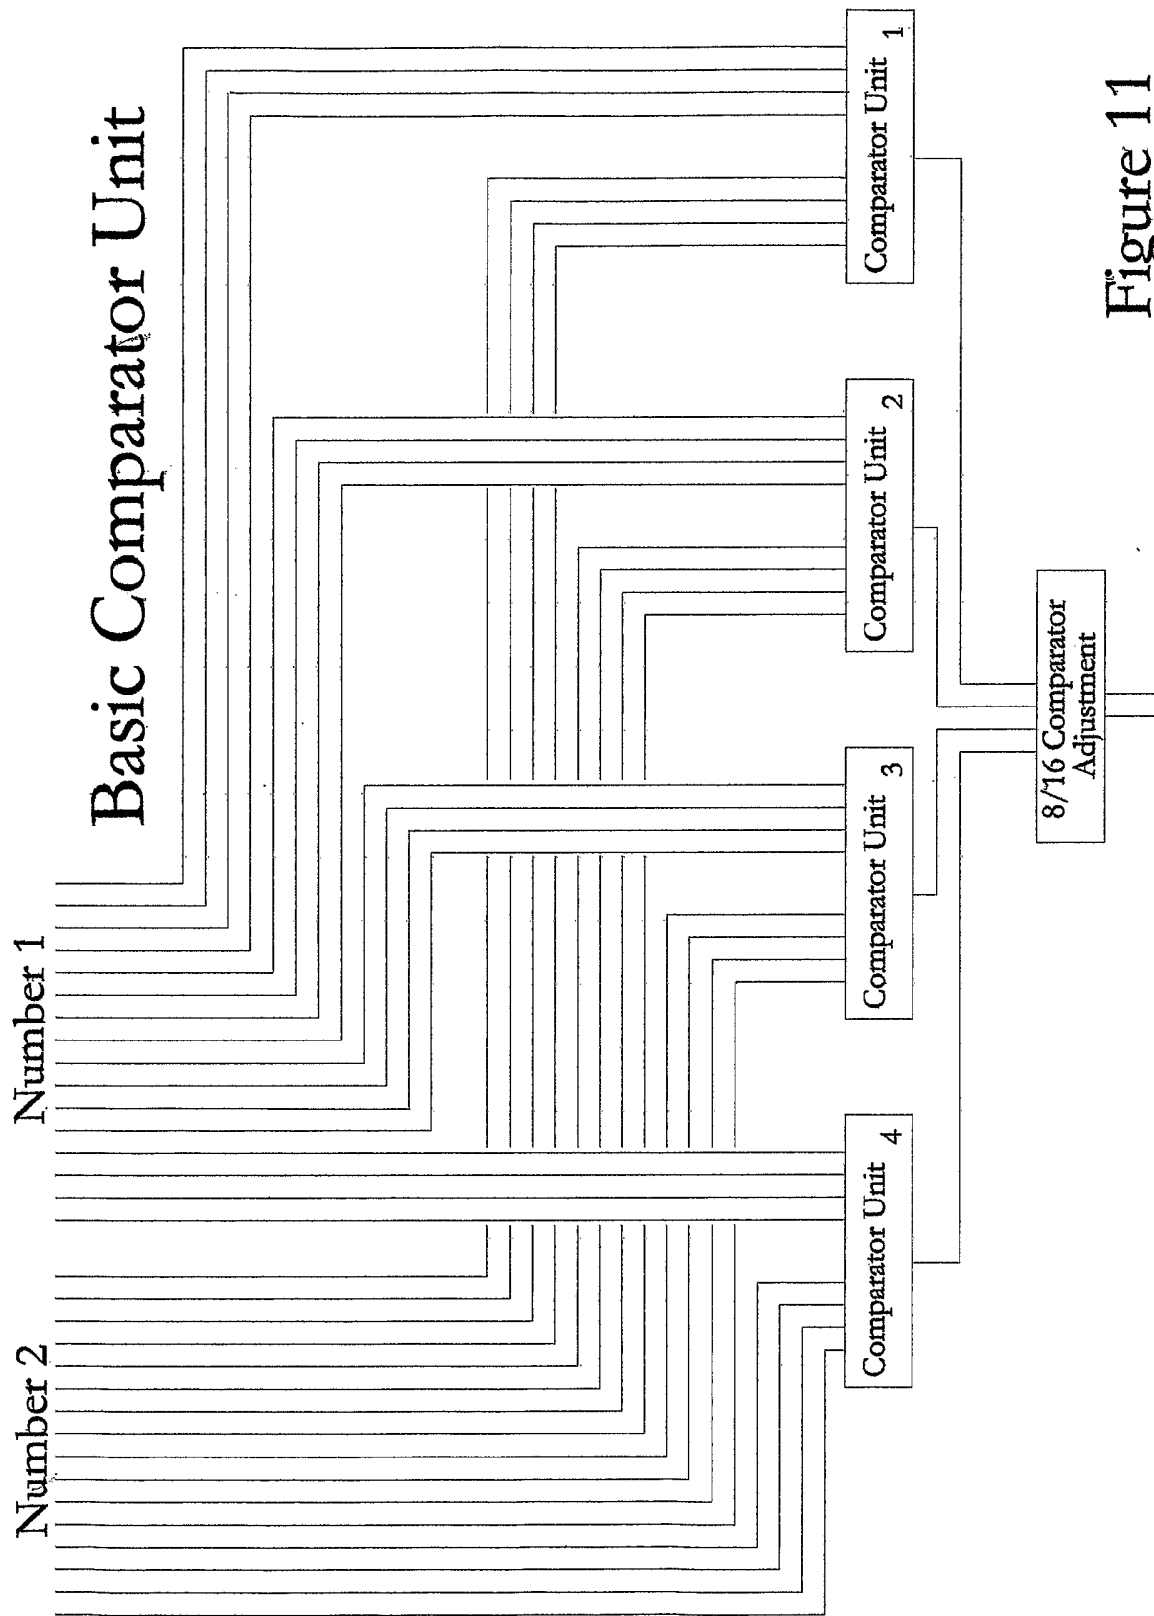 Basic Comparator Unit
Number 2
Number 1
Comparator Unit 4
Comparator Unit 3
Comparator Unit 2
Comparator Unit 1
8/16 Comparator
Adjustment
Figure 11